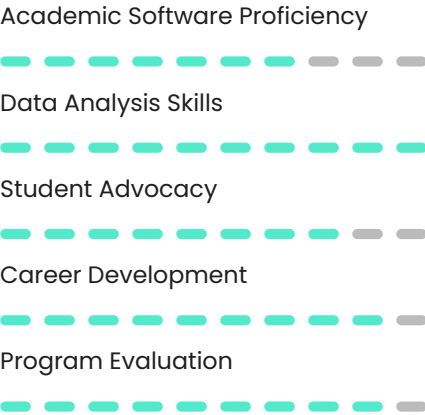 Academic Software Proficiency
Data Analysis Skills
Student Advocacy
Career Development
Program Evaluation